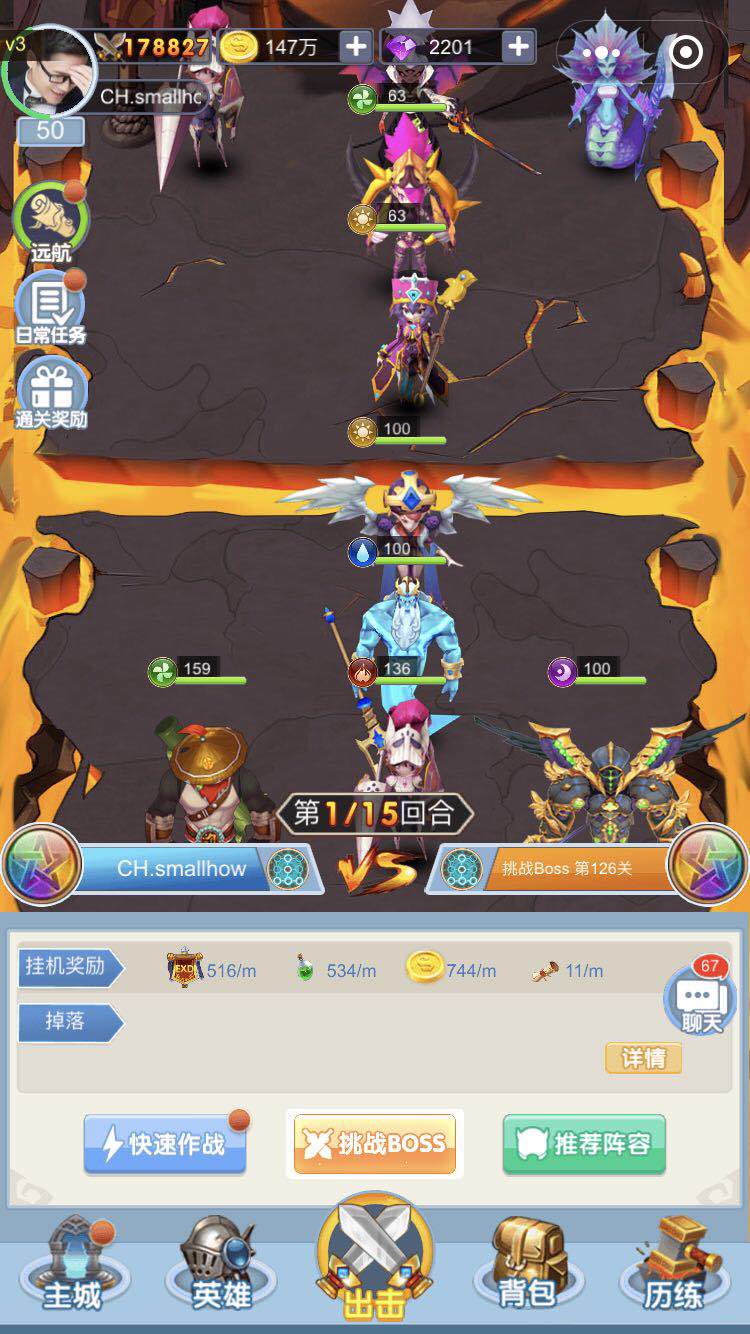 v3
178827
147万
2201
CH.smallhc
50
63
63
远航
日常任务
通关奖励
100
100
159
136
100
第1/15回合
CH.smallhow
VS
挑战Boss 第126关
挂机奖励
EXP
516/m
534/m
744/m
11/m
67
聊天
掉落
详情
快速作战
挑战BOSS
推荐阵容
主城
英雄
出击
背包
历练